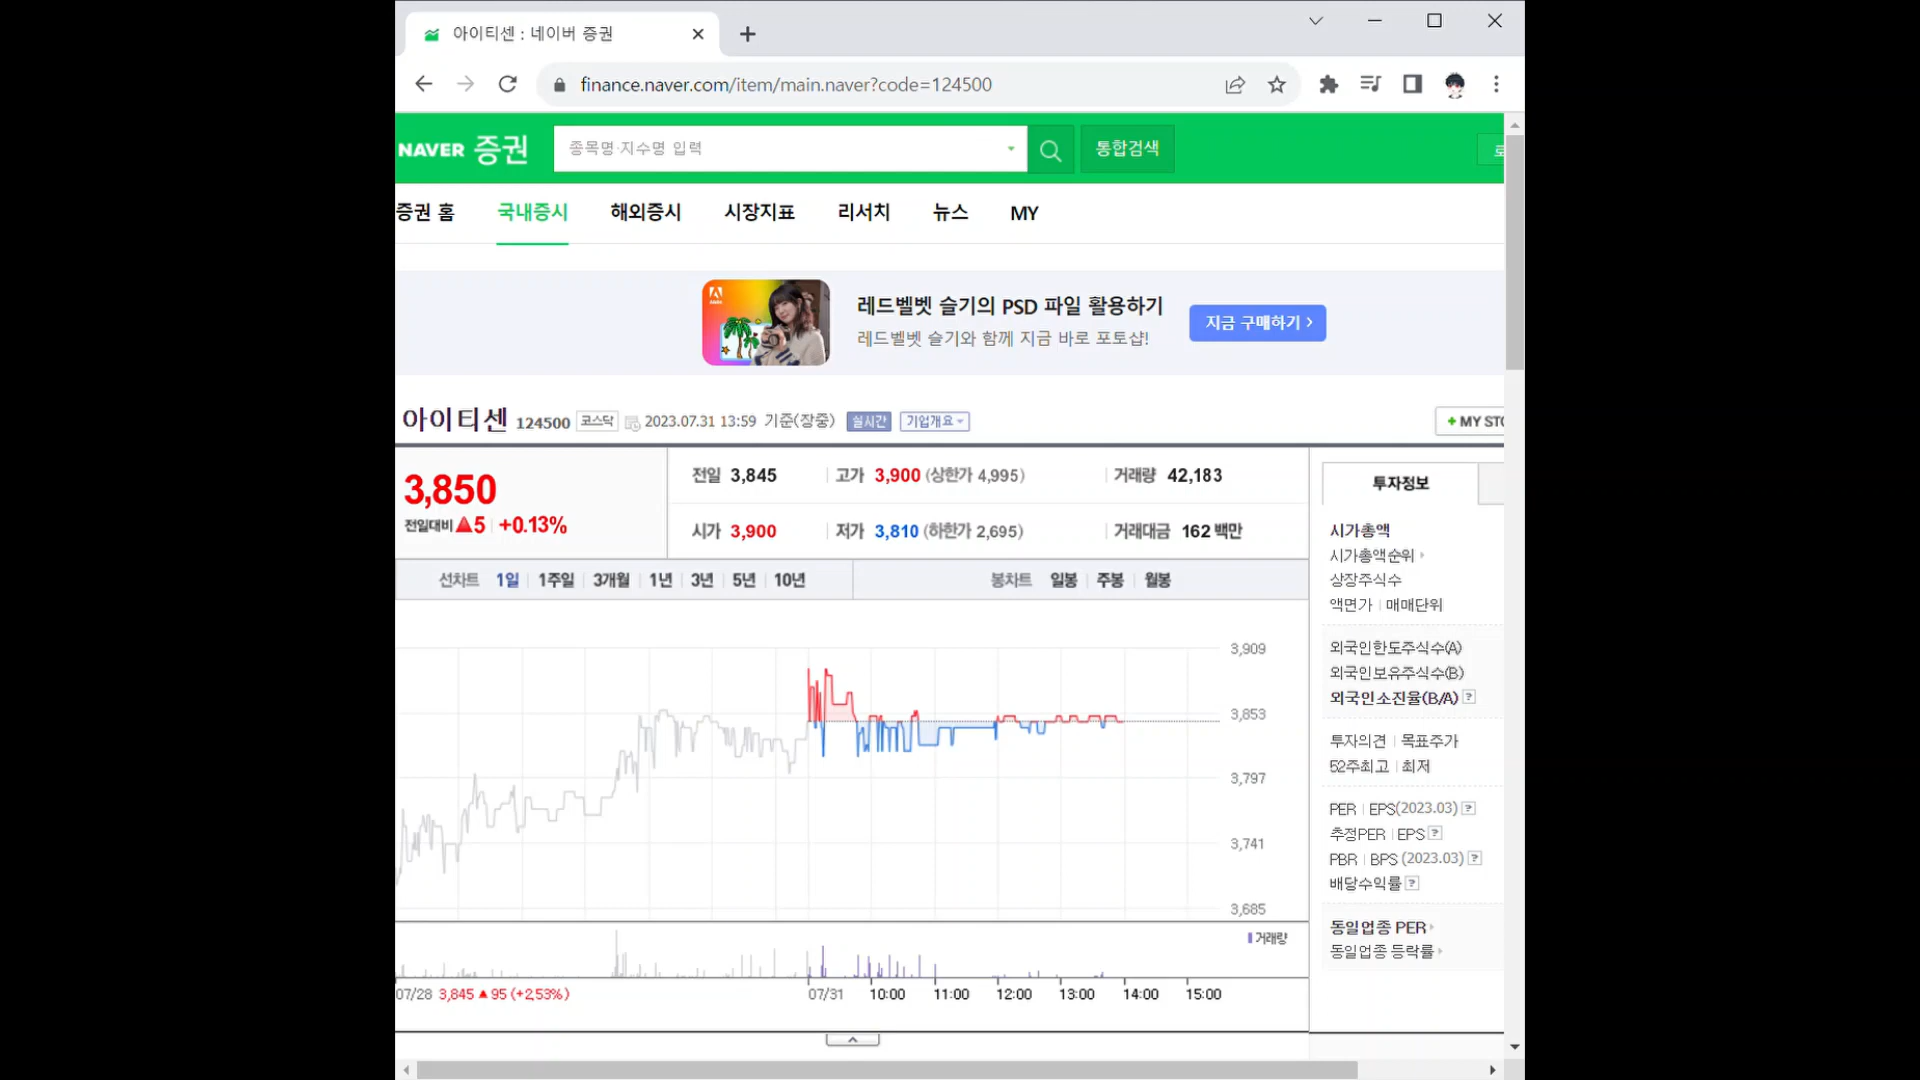 아이티센 : 네이버 증권
finance.naver.com/item/main.naver?code=124500
NAVER 증권
종목명·지수명 입력
통합검색
증권 홈 국내증시 해외증시 시장지표 리서치 뉴스 MY
레드벨벳 슬기의 PSD 파일 활용하기
레드벨벳 슬기와 함께 지금 바로 포토샵!
지금 구매하기 ›
아이티센 124500 코스닥 2023.07.31 13:59 기준(장중) 실시간 기업개요
+ MY STO
3,850
전일대비 ▲5 +0.13%
전일 3,845 고가 3,900 (상한가 4,995) 거래량 42,183
시가 3,900 저가 3,810 (하한가 2,695) 거래대금 162 백만
선차트 1일 1주일 3개월 1년 3년 5년 10년 봉차트 일봉 주봉 월봉
3,909
3,853
3,797
3,741
3,685
거래량
07/28 3,845 ▲ 95 (+2,53%)
07/31 10:00 11:00 12:00 13:00 14:00 15:00
투자정보
시가총액
시가총액순위
상장주식수
액면가 매매단위
외국인한도주식수(A)
외국인보유주식수(B)
외국인소진율(B/A) ?
투자의견 목표주가
52주최고 최저
PER EPS(2023.03) ?
추정PER EPS ?
PBR BPS (2023.03) ?
배당수익률 ?
동일업종 PER
동일업종 등락률